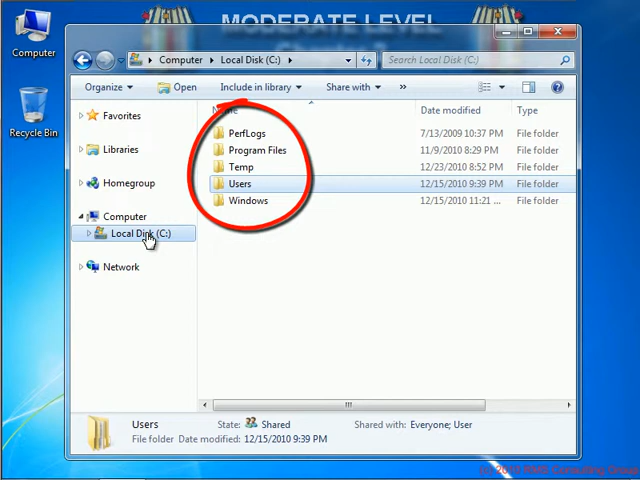 MODERATE LEVEL
Computer
Recycle Bin
Computer
Local Disk (C:)
Search Local Disk (C:)
Organize
Open
Include in library
Share with
»
Date modified
Type
Favorites
Libraries
Homegroup
Computer
Local Disk (C:)
Network
PerfLogs
7/13/2009 10:37 PM
File folder
Program Files
11/9/2010 8:29 PM
File folder
Temp
12/23/2010 8:52 PM
File folder
Users
12/15/2010 9:39 PM
File folder
Windows
12/15/2010 11:21 ...
File folder
Users
State:
Shared
Shared with: Everyone; User
File folder
Date modified: 12/15/2010 9:39 PM
(c) 2010 RMS Consulting Group